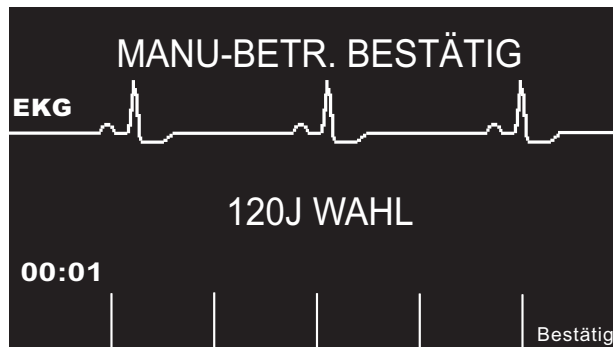 MANU-BETR. BESTÄTIG
EKG
120J WAHL
00:01
Bestätig